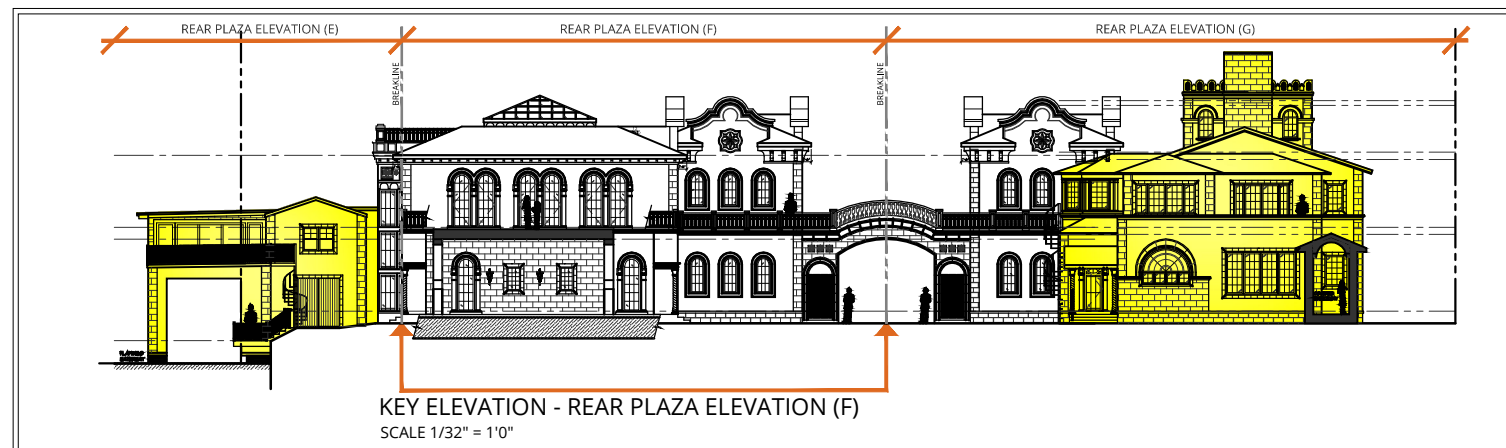 REAR PLAZA ELEVATION (E)
REAR PLAZA ELEVATION (F)
REAR PLAZA ELEVATION (G)
BREAKLINE
BREAKLINE
KEY ELEVATION - REAR PLAZA ELEVATION (F)
SCALE 1/32" = 1'0"